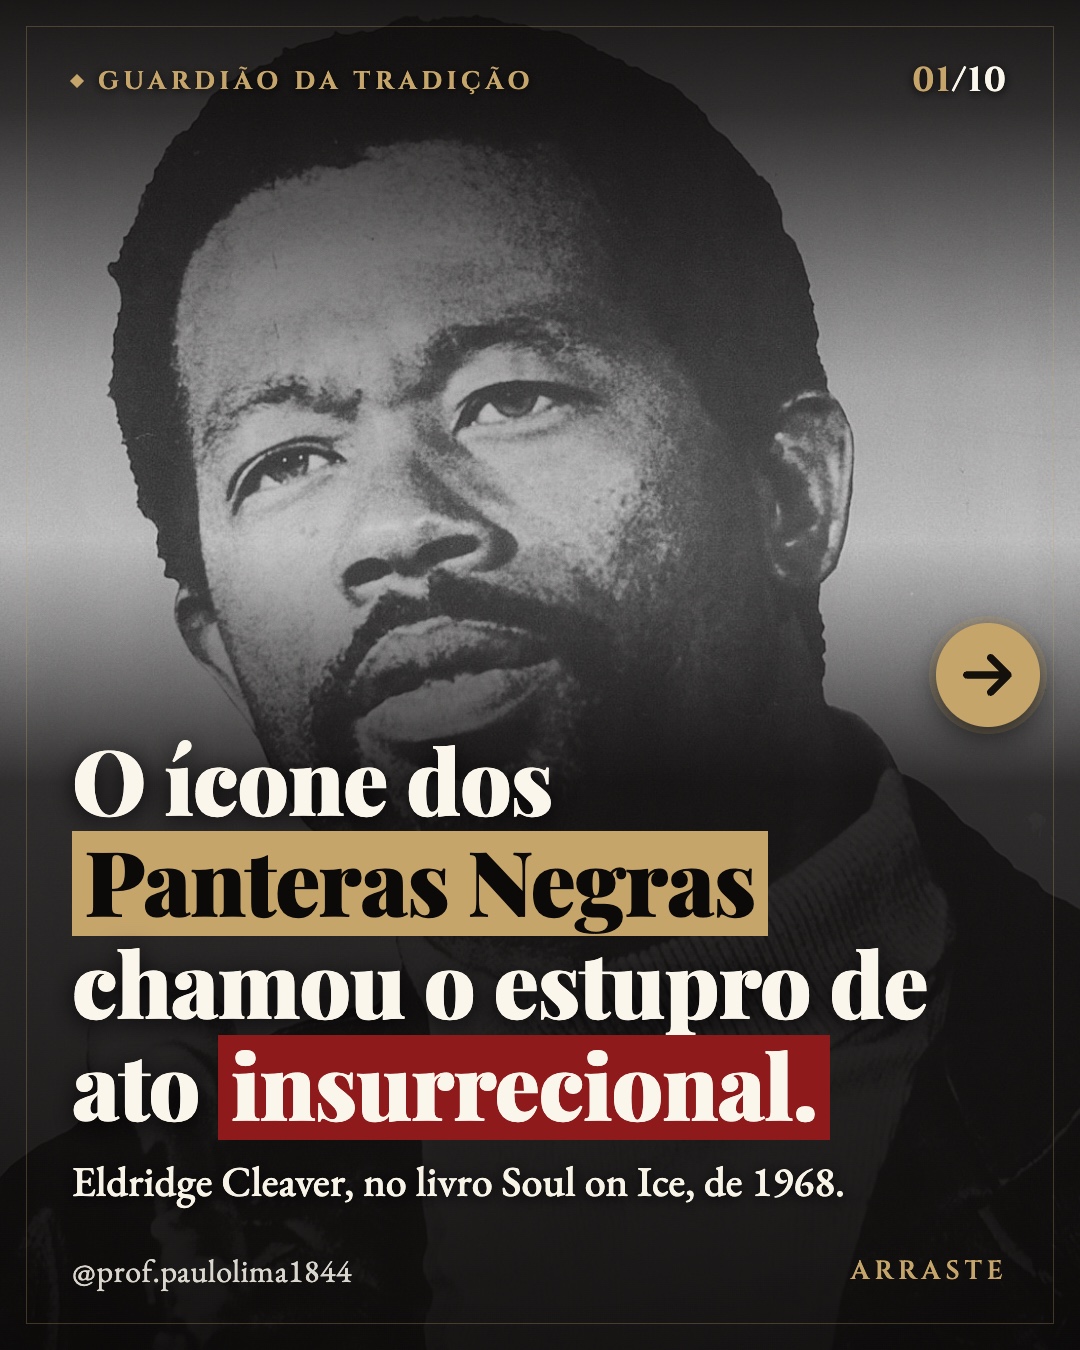 GUARDIÃO DA TRADIÇÃO
01/10
O ícone dos
Panteras Negras
chamou o estupro de
ato insurrecional.
Eldridge Cleaver, no livro Soul on Ice, de 1968.
@prof.paulolima1844
ARRASTE